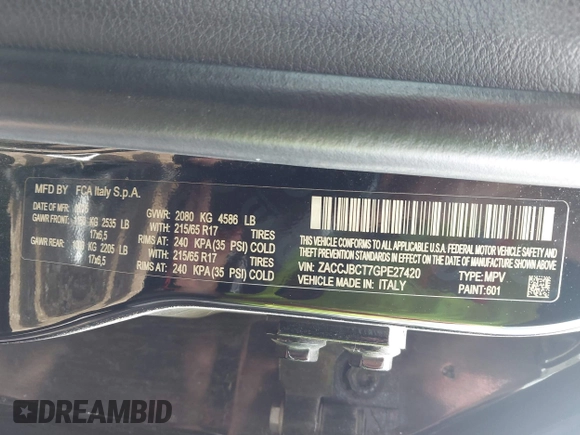 MFD BY FCA Italy S.p.A.
DATE OF MFR:
GVWR: 2080 KG 4586 LB
GAWR FRONT: KG 2535 LB
WITH 215/65 R17 TIRES
17x6,5
RIMS AT 240 KPA (35 PSI) COLD
GAWR REAR: KG 2205 LB
WITH 215/65 R17 TIRES
17x6,5
RIMS AT 240 KPA (35 PSI) COLD
THIS VEHICLE CONFORMS TO ALL APPLICABLE U.S.A. FEDERAL MOTOR VEHICLE SAFETY, BUMPER, AND THEFT
PREVENTION STANDARDS IN EFFECT ON THE DATE OF MANUFACTURE SHOWN ABOVE.
VIN: ZACCJBCT7GPE27420 TYPE: MPV
VEHICLE MADE IN: ITALY PAINT: 601
DREAMBID